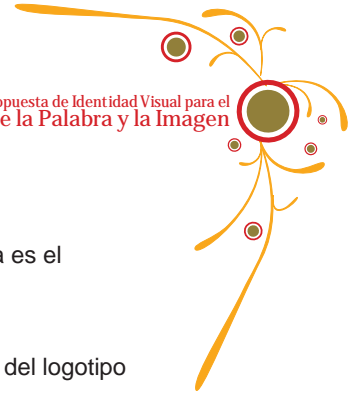 opuesta de Identidad Visual para el
e la Palabra y la Imagen
a es el
del logotipo